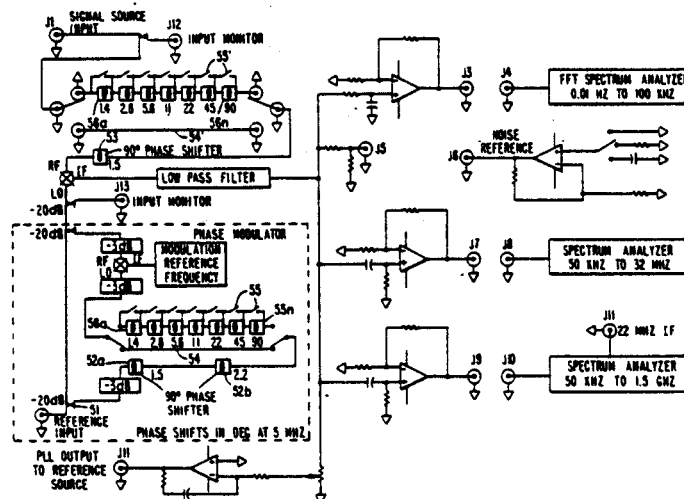 J1
SIGNAL SOURCE
INPUT
J12
INPUT MONITOR
55'
1.4 2.8 5.6 11 22 45 90
56a 54' 56n
53
90° PHASE SHIFTER
1.5
RF
IF
LO
LOW PASS FILTER
-20dB
J13
INPUT MONITOR
-20dB
PHASE MODULATOR
-3dB
RF
LO
MODULATION
REFERENCE
FREQUENCY
-3dB
55
56a
55n
1.4 2.8 5.6 11 22 45 90
54
52a
1.5
2.2
90° PHASE
SHIFTER
52b
-3dB
-20dB
51
REFERENCE
INPUT
PHASE SHIFTS IN DEG AT 5 MHZ
PLL OUTPUT
TO REFERENCE
SOURCE
J11
J3
J4
FFT SPECTRUM ANALYZER
0.01 HZ TO 100 KHZ
J5
NOISE
REFERENCE
J6
J7
J8
SPECTRUM ANALYZER
50 KHZ TO 32 MHZ
J11
22 MHZ IF
J9
J10
SPECTRUM ANALYZER
50 KHZ TO 1.5 GHZ